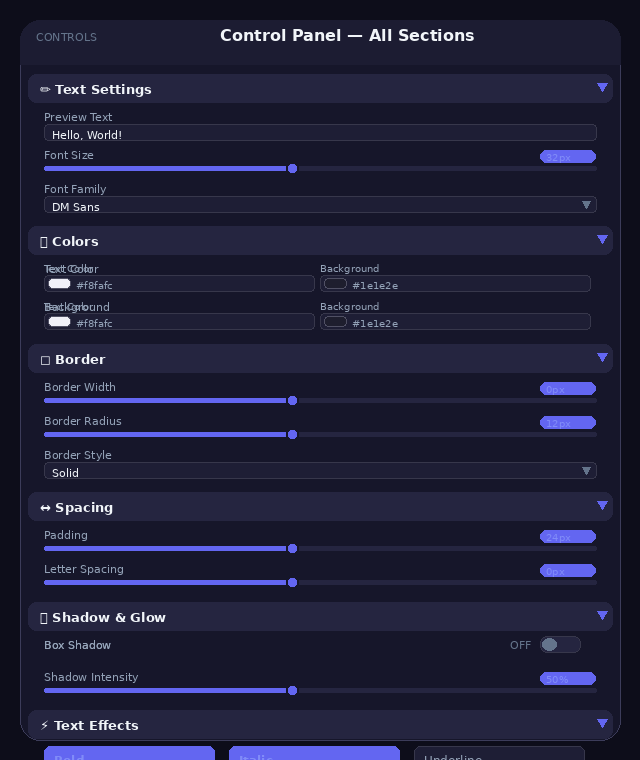 CONTROLS
Control Panel — All Sections
✏ Text Settings
Preview Text
Hello, World!
Font Size 32px
Font Family
DM Sans
Colors
Text Color Background
#f8fafc #1e1e2e
Background Background
#f8fafc #1e1e2e
Border
Border Width 0px
Border Radius 12px
Border Style
Solid
↔ Spacing
Padding 24px
Letter Spacing 0px
Shadow & Glow
Box Shadow OFF
Shadow Intensity 50%
⚡ Text Effects
Bold Italic Underline